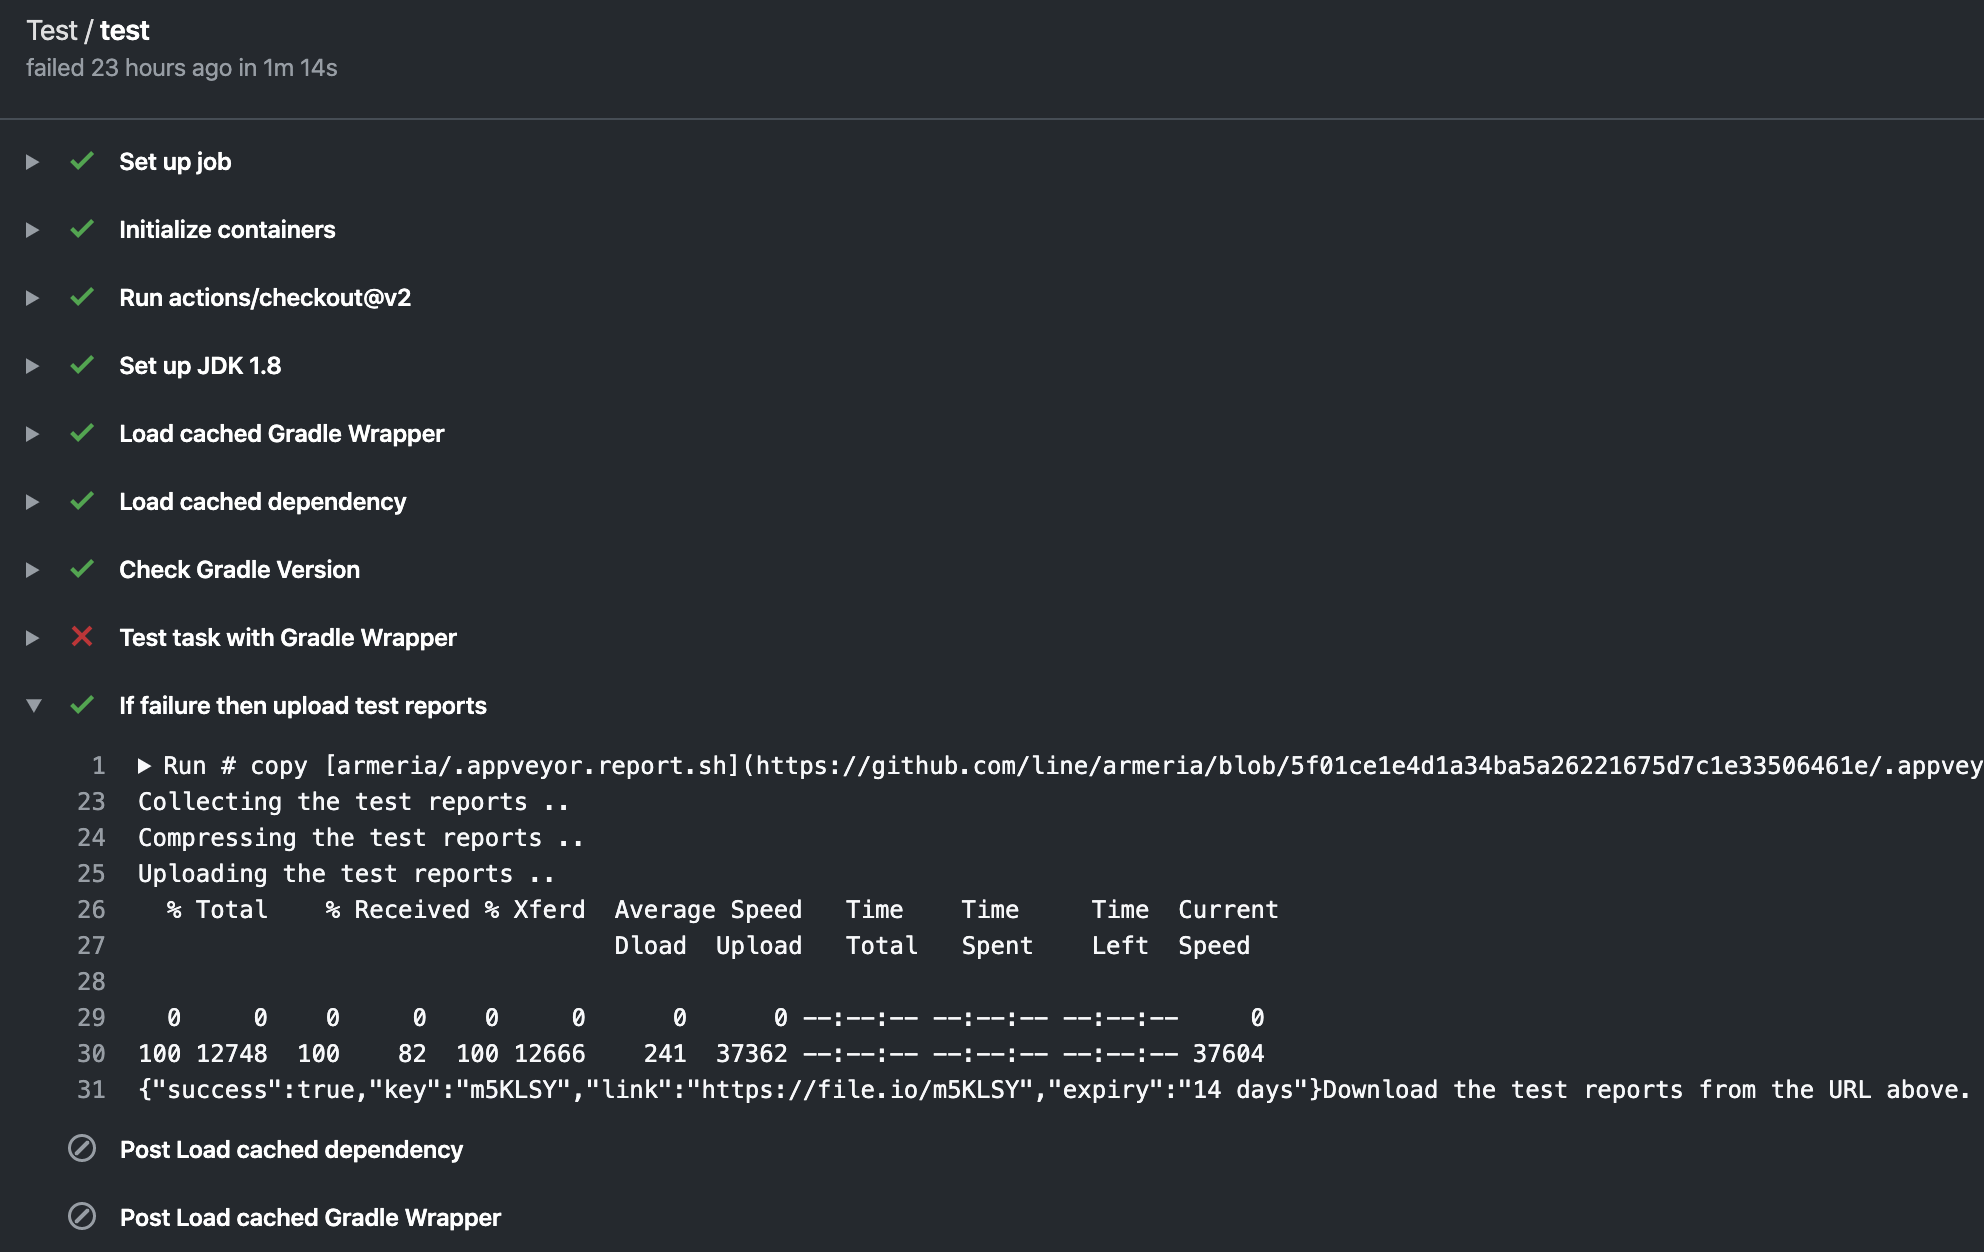 Test / test
failed 23 hours ago in 1m 14s
Set up job
Initialize containers
Run actions/checkout@v2
Set up JDK 1.8
Load cached Gradle Wrapper
Load cached dependency
Check Gradle Version
Test task with Gradle Wrapper
If failure then upload test reports
1 Run # copy [armeria/.appveyor.report.sh](https://github.com/line/armeria/blob/5f01ce1e4d1a34ba5a26221675d7c1e33506461e/.appvey
23 Collecting the test reports ..
24 Compressing the test reports ..
25 Uploading the test reports ..
26 % Total % Received % Xferd Average Speed Time Time Time Current
27 Dload Upload Total Spent Left Speed
28
29 0 0 0 0 0 0 0 0 --:--:-- --:--:-- --:--:-- 0
30 100 12748 100 82 100 12666 241 37362 --:--:-- --:--:-- --:--:-- 37604
31 {"success":true,"key":"m5KLSY","link":"https://file.io/m5KLSY","expiry":"14 days"}Download the test reports from the URL above.
Post Load cached dependency
Post Load cached Gradle Wrapper